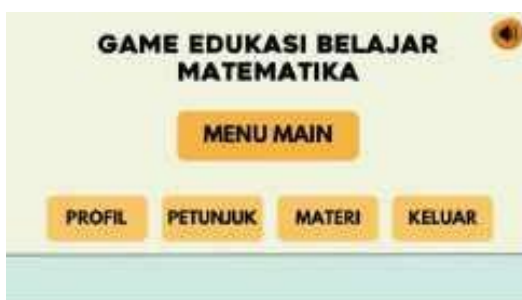 GAME EDUKASI BELAJAR
MATEMATIKA
MENU MAIN
PROFIL PETUNJUK MATERI KELUAR